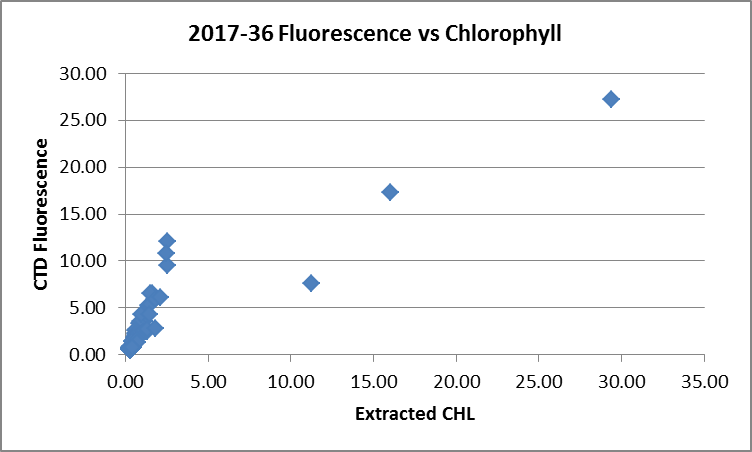 2017-36 Fluorescence vs Chlorophyll
30.00
25.00
20.00
15.00
10.00
5.00
0.00
CTD Fluorescence
0.00 5.00 10.00 15.00 20.00 25.00 30.00 35.00
Extracted CHL